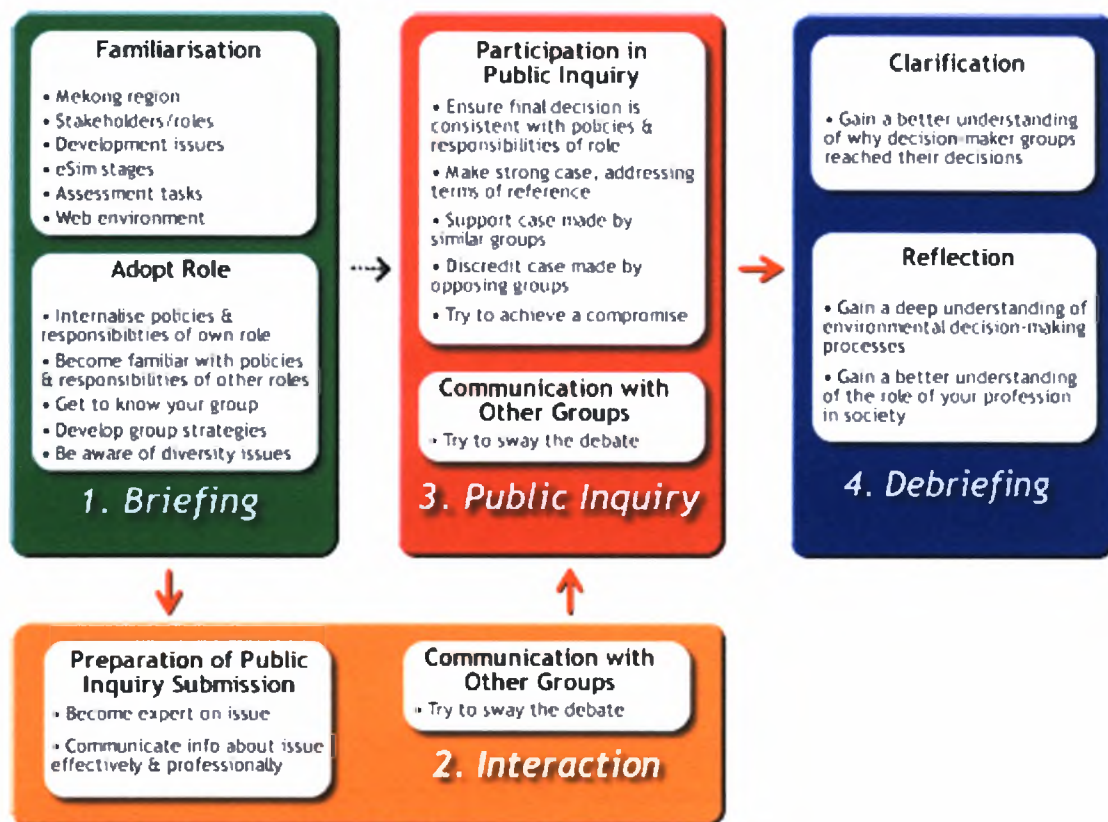 Familiarisation
• Mekong region
• Stakeholders/roles
• Development issues
• eSim stages
• Assessment tasks
• Web environment
Adopt Role
• Internalise policies &
responsibilities of own role
• Become familiar with policies
& responsibilities of other roles
• Get to know your group
• Develop group strategies
• Be aware of diversity issues
1. Briefing
Preparation of Public
Inquiry Submission
• Become expert on issue
• Communicate info about issue
effectively & professionally
Communication with
Other Groups
• Try to sway the debate
2. Interaction
Participation in
Public Inquiry
• Ensure final decision is
consistent with policies &
responsibilities of role
• Make strong case, addressing
terms of reference
• Support case made by
similar groups
• Discredit case made by
opposing groups
• Try to achieve a compromise
Communication with
Other Groups
• Try to sway the debate
3. Public Inquiry
Clarification
• Gain a better understanding
of why decision-maker groups
reached their decisions
Reflection
• Gain a deep understanding of
environmental decision-making
processes
• Gain a better understanding
of the role of your profession
in society
4. Debriefing